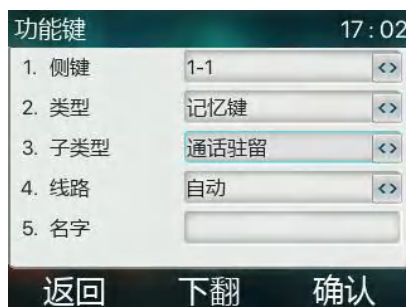 功能键 17:02
1. 侧键 1-1
2. 类型 记忆键
3. 子类型 通话驻留
4. 线路 自动
5. 名字
返回 下翻 确认